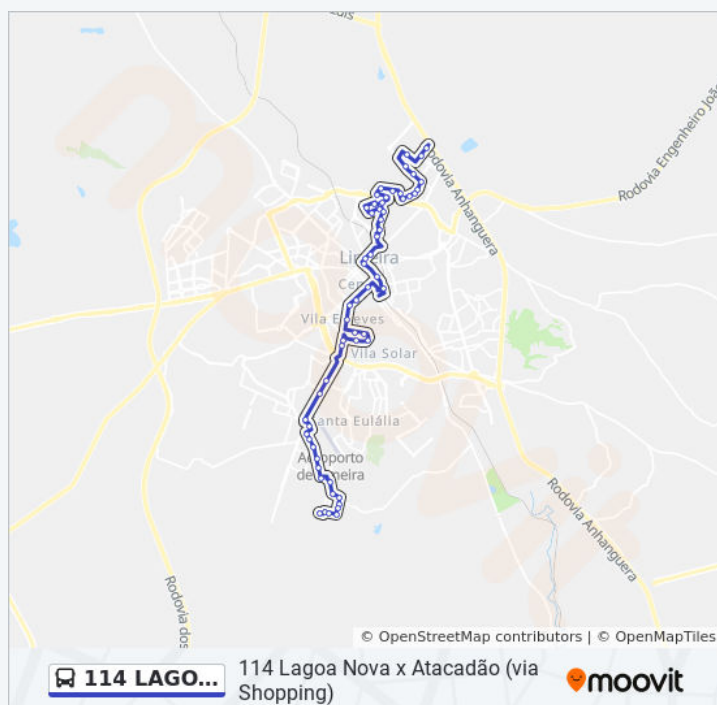 Rodovia Anhanguera
Rodovia Engenheiro João
Limeira
Vila Esteves
Vila Solar
Santa Eulália
Aeroporto
de Limeira
Rodovia Anhanguera
Rodovia dos
© OpenStreetMap contributors | © OpenMapTiles
114 LAGO...
114 Lagoa Nova x Atacadão (via
Shopping)
moovit